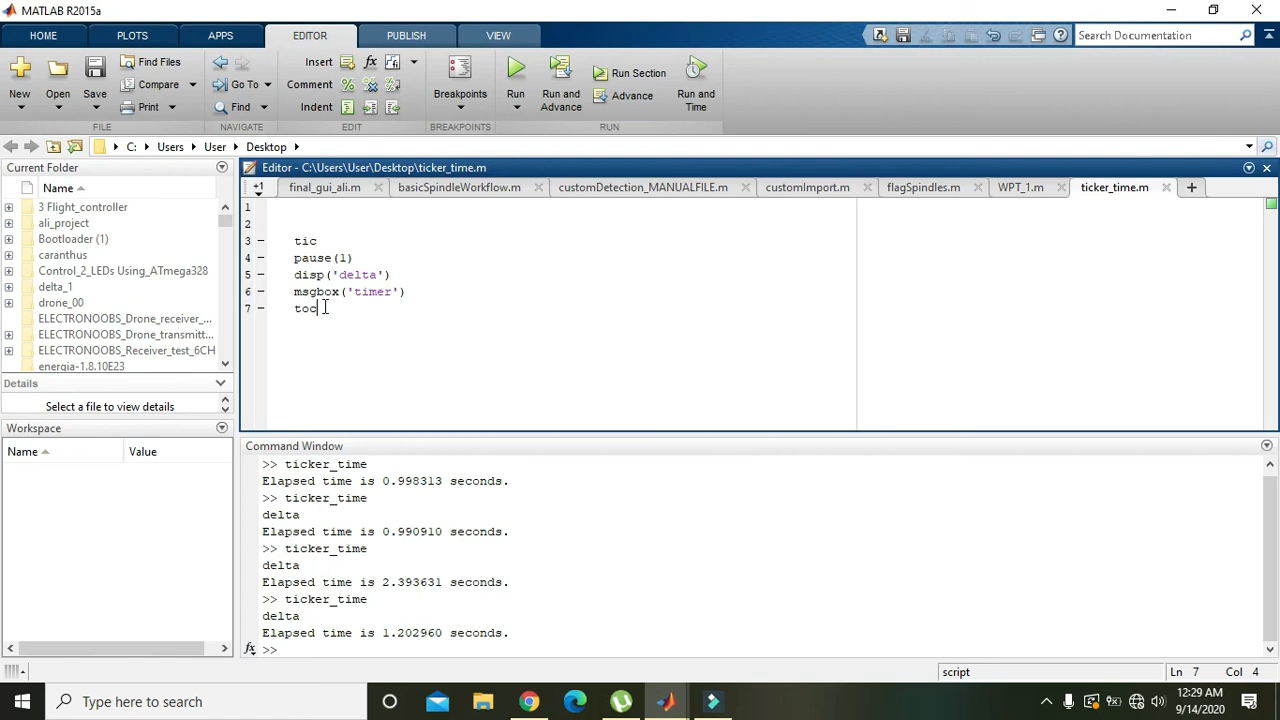 MATLAB R2015a
HOME PLOTS APPS EDITOR PUBLISH VIEW Search Documentation
New Open Save Find Files Compare Print Go To Find Insert fx Comment Indent Breakpoints Run Run and Advance Run Section Advance Run and Time
FILE NAVIGATE EDIT BREAKPOINTS RUN
C: Users User Desktop
Current Folder
Name
3 Flight_controller
ali_project
Bootloader (1)
caranthus
Control_2_LEDs Using_ATmega328
delta_1
drone_00
ELECTRONOOBS_Drone_receiver_...
ELECTRONOOBS_Drone_transmitt...
ELECTRONOOBS_Receiver_test_6CH
energia-1.8.10E23
Details
Select a file to view details
Workspace
Name Value
Editor - C:\Users\User\Desktop\ticker_time.m
+1 final_gui_ali.m basicSpindleWorkflow.m customDetection_MANUALFILE.m customImport.m flagSpindles.m WPT_1.m ticker_time.m
1
2
3 – tic
4 – pause(1)
5 – disp('delta')
6 – msgbox('timer')
7 – toc
Command Window
>> ticker_time
Elapsed time is 0.998313 seconds.
>> ticker_time
delta
Elapsed time is 0.990910 seconds.
>> ticker_time
delta
Elapsed time is 2.393631 seconds.
>> ticker_time
delta
Elapsed time is 1.202960 seconds.
fx >>
script Ln 7 Col 4
Type here to search
12:29 AM
9/14/2020